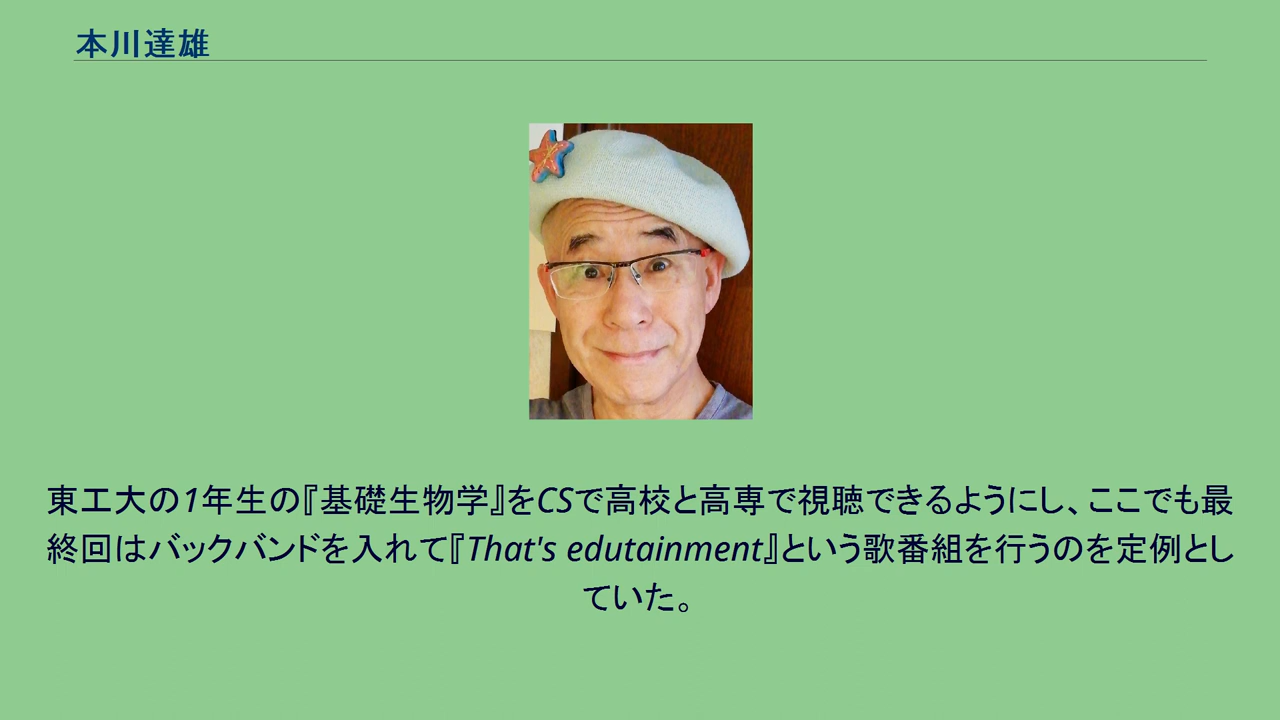 本川達雄
東工大の1年生の『基礎生物学』をCSで高校と高専で視聴できるようにし、ここでも最
終回はバックバンドを入れて『That's edutainment』という歌番組を行うのを定例とし
ていた。